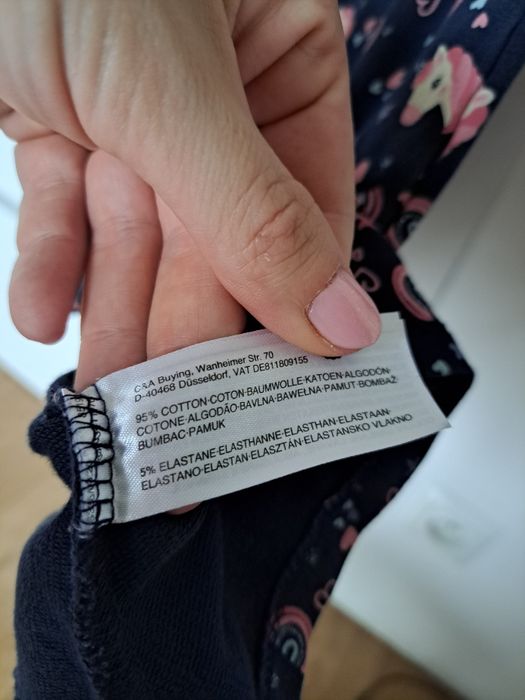 C&A Buying, Wanheimer Str. 70
D-40468 Düsseldorf, VAT DE811809155
95% COTTON·COTON·BAUMWOLLE·KATOEN·ALGODÓN·
COTONE·ALGODÃO·BAVLNA·BAWEŁNA·PAMUT·BOMBAŽ·
BUMBAC·PAMUK
5% ELASTANE·ELASTHANNE·ELASTHAN·ELASTAAN·
ELASTANO·ELASTAN·ELASZTÁN·ELASTANSKO VLAKNO